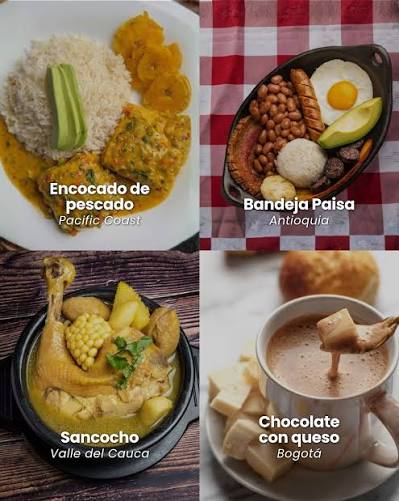 Encocado de
pescado
Pacific Coast
Bandeja Paisa
Antioquia
Sancocho
Valle del Cauca
Chocolate
con queso
Bogotá